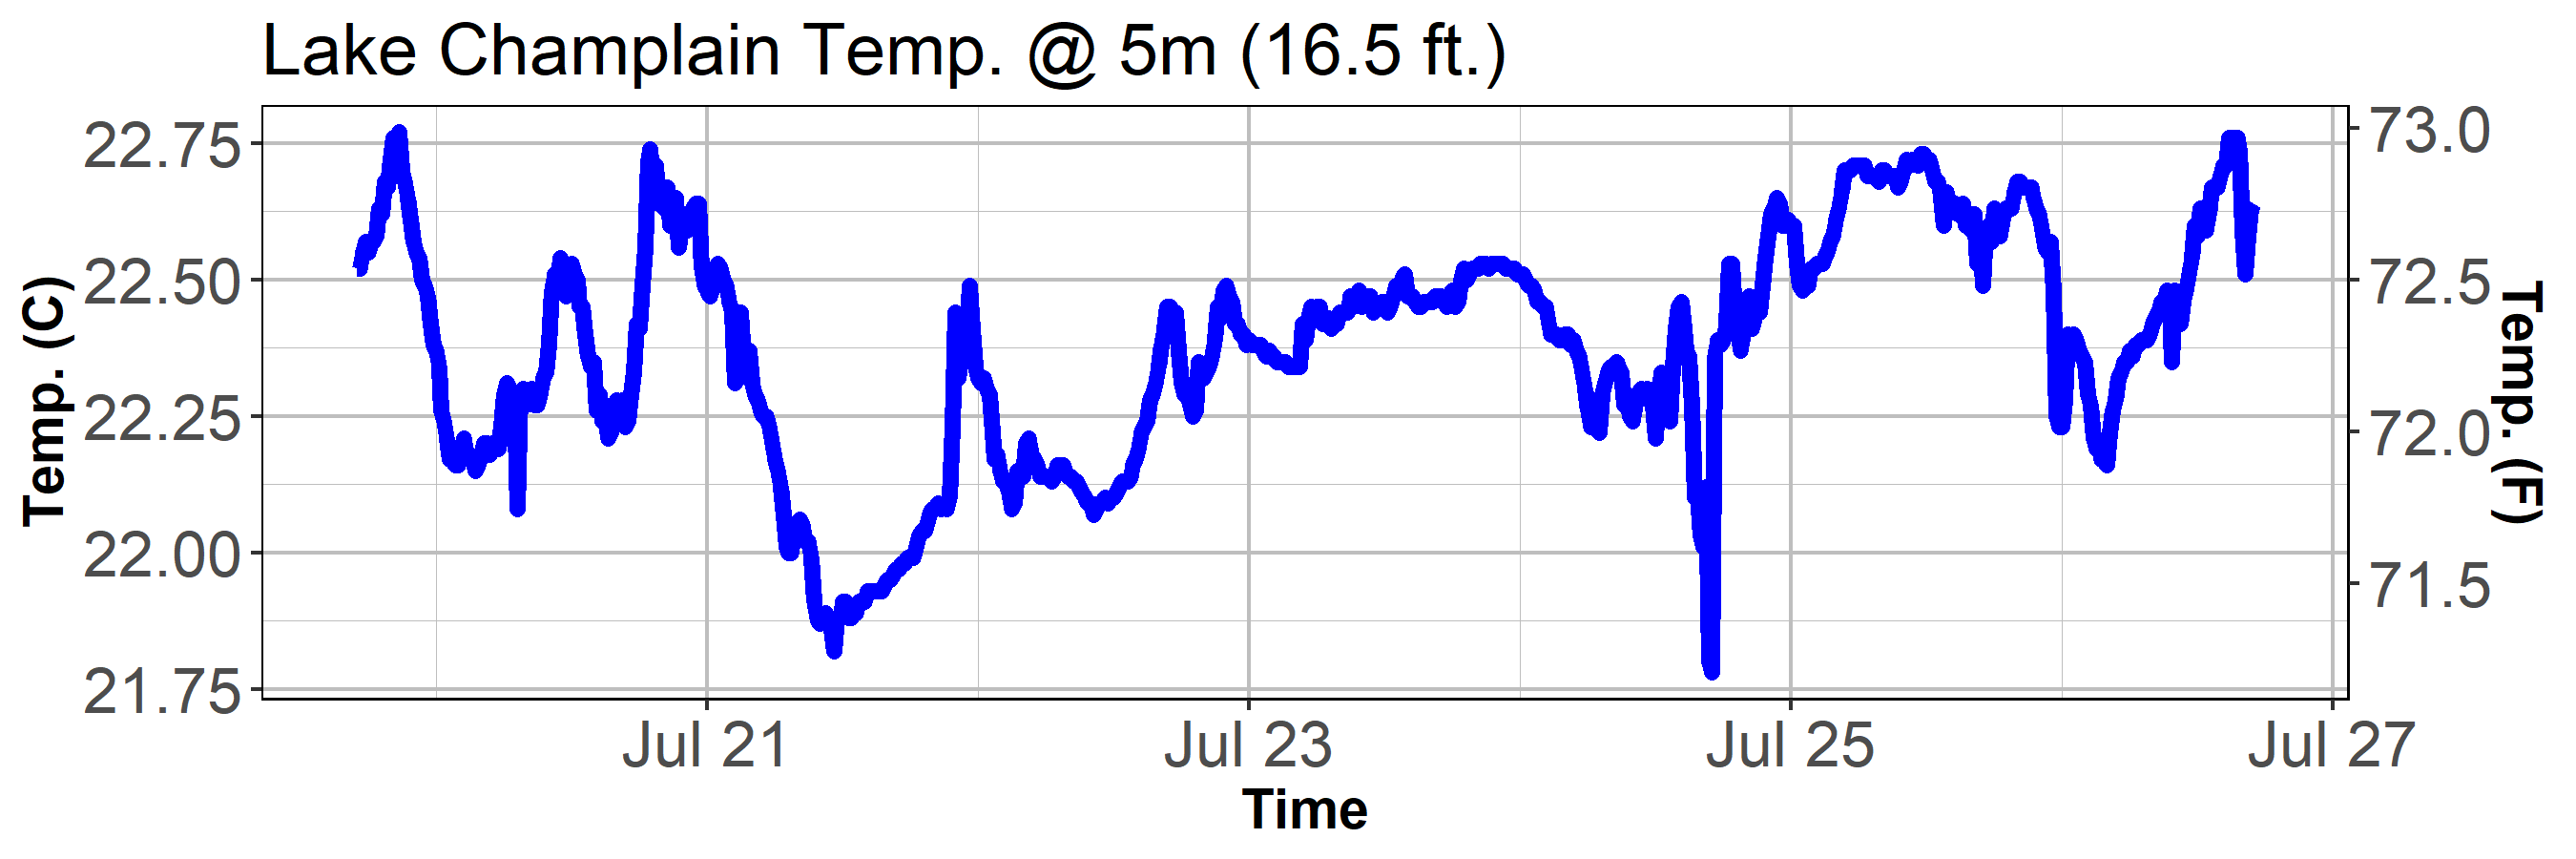 Lake Champlain Temp. @ 5m (16.5 ft.)
Temp. (C)
22.75
22.50
22.25
22.00
21.75
73.0
72.5
72.0
71.5
Temp. (F)
Jul 21 Jul 23 Jul 25 Jul 27
Time